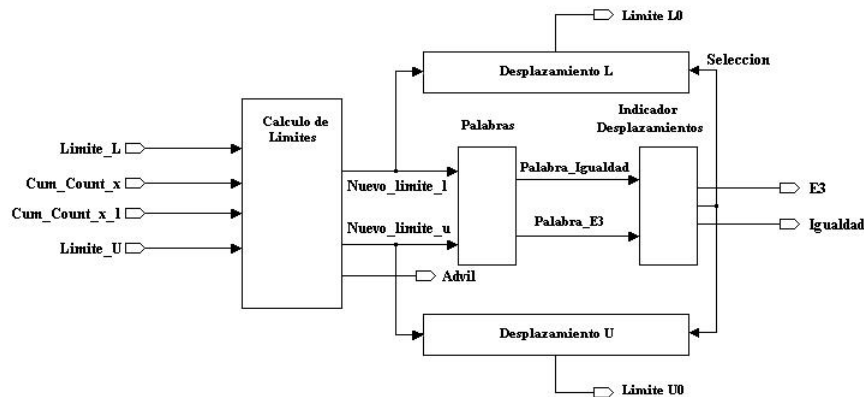 Limite L0
Desplazamiento L
Seleccion
Calculo de
Limites
Palabras
Indicador
Desplazamientos
Limite_L
Cum_Count_x
Cum_Count_x_1
Limite_U
Nuevo_limite_l
Nuevo_limite_u
Palabra_Igualdad
Palabra_E3
E3
Igualdad
Advil
Desplazamiento U
Limite U0